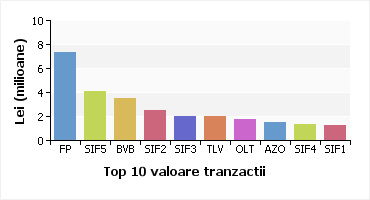 Lei (milioane)
10
8
6
4
2
0
FP SIF5 BVB SIF2 SIF3 TLV OLT AZO SIF4 SIF1
Top 10 valoare tranzactii